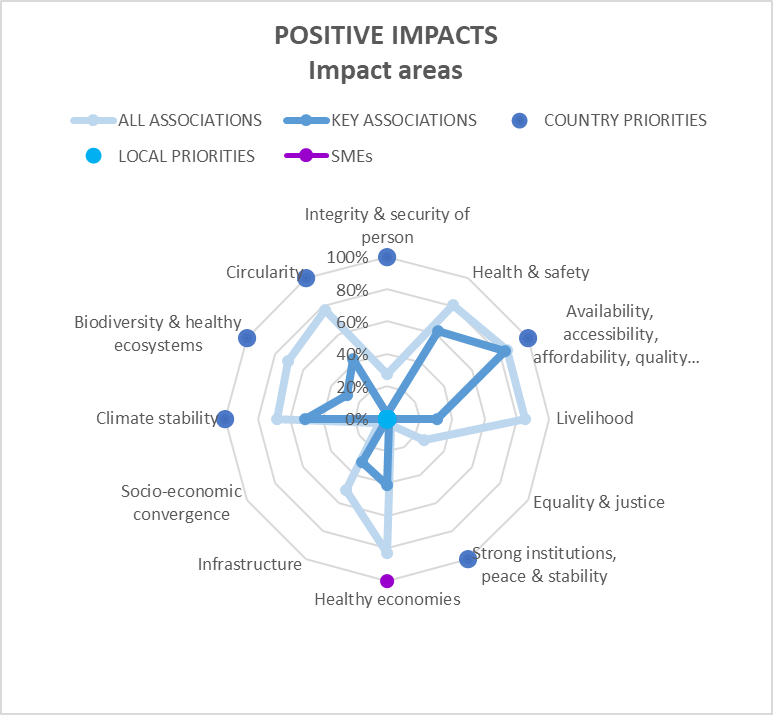 POSITIVE IMPACTS
Impact areas
ALL ASSOCIATIONS
KEY ASSOCIATIONS
COUNTRY PRIORITIES
LOCAL PRIORITIES
SMEs
Integrity & security of
person
Health & safety
Availability,
accessibility,
affordability, quality...
Livelihood
Equality & justice
Strong institutions,
peace & stability
Healthy economies
Infrastructure
Socio-economic
convergence
Climate stability
Biodiversity & healthy
ecosystems
Circularity
100%
80%
60%
40%
20%
0%